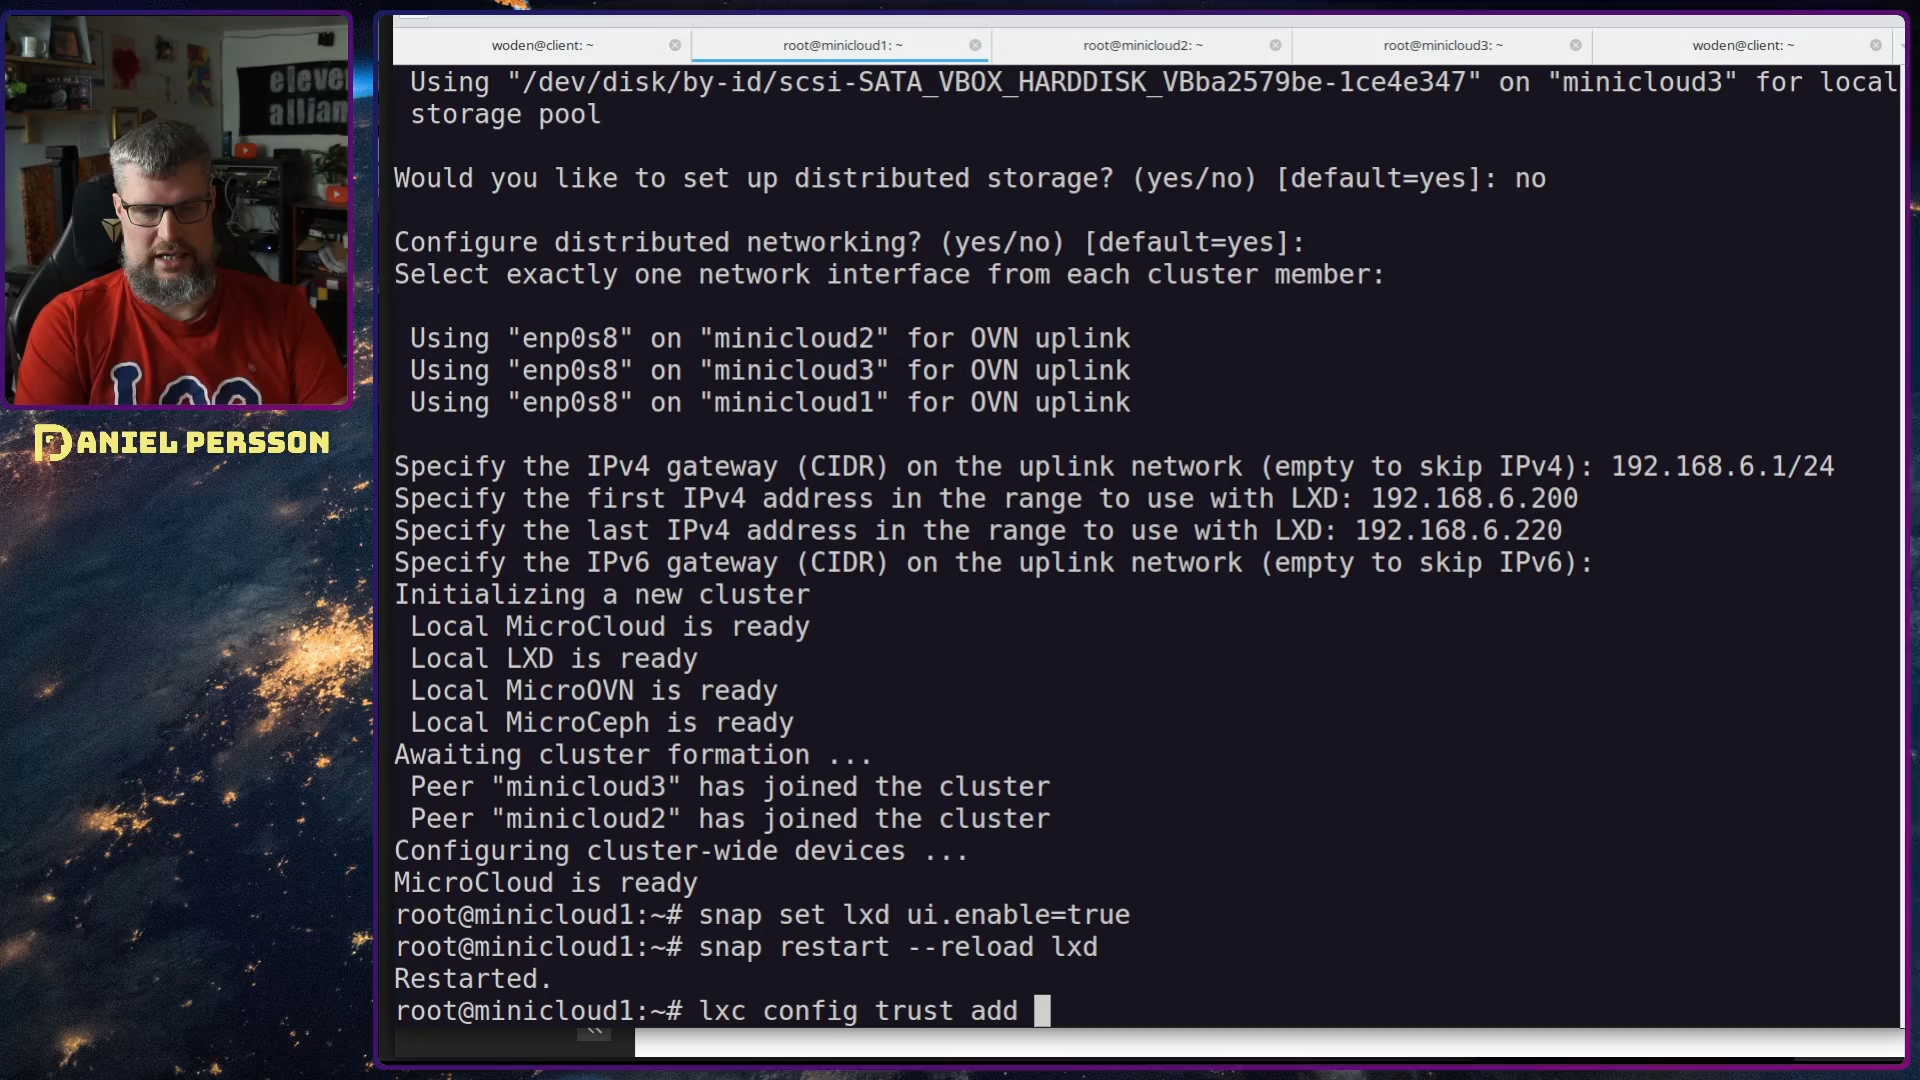 woden@client: ~
root@minicloud1: ~
root@minicloud2: ~
root@minicloud3: ~
woden@client: ~
Using "/dev/disk/by-id/scsi-SATA_VBOX_HARDDISK_VBba2579be-1ce4e347" on "minicloud3" for local
storage pool
Would you like to set up distributed storage? (yes/no) [default=yes]: no
Configure distributed networking? (yes/no) [default=yes]:
Select exactly one network interface from each cluster member:
Using "enp0s8" on "minicloud2" for OVN uplink
Using "enp0s8" on "minicloud3" for OVN uplink
Using "enp0s8" on "minicloud1" for OVN uplink
Specify the IPv4 gateway (CIDR) on the uplink network (empty to skip IPv4): 192.168.6.1/24
Specify the first IPv4 address in the range to use with LXD: 192.168.6.200
Specify the last IPv4 address in the range to use with LXD: 192.168.6.220
Specify the IPv6 gateway (CIDR) on the uplink network (empty to skip IPv6):
Initializing a new cluster
Local MicroCloud is ready
Local LXD is ready
Local MicroOVN is ready
Local MicroCeph is ready
Awaiting cluster formation ...
Peer "minicloud3" has joined the cluster
Peer "minicloud2" has joined the cluster
Configuring cluster-wide devices ...
MicroCloud is ready
root@minicloud1:~# snap set lxd ui.enable=true
root@minicloud1:~# snap restart --reload lxd
Restarted.
root@minicloud1:~# lxc config trust add
eleven
allian
DANIEL PERSSON